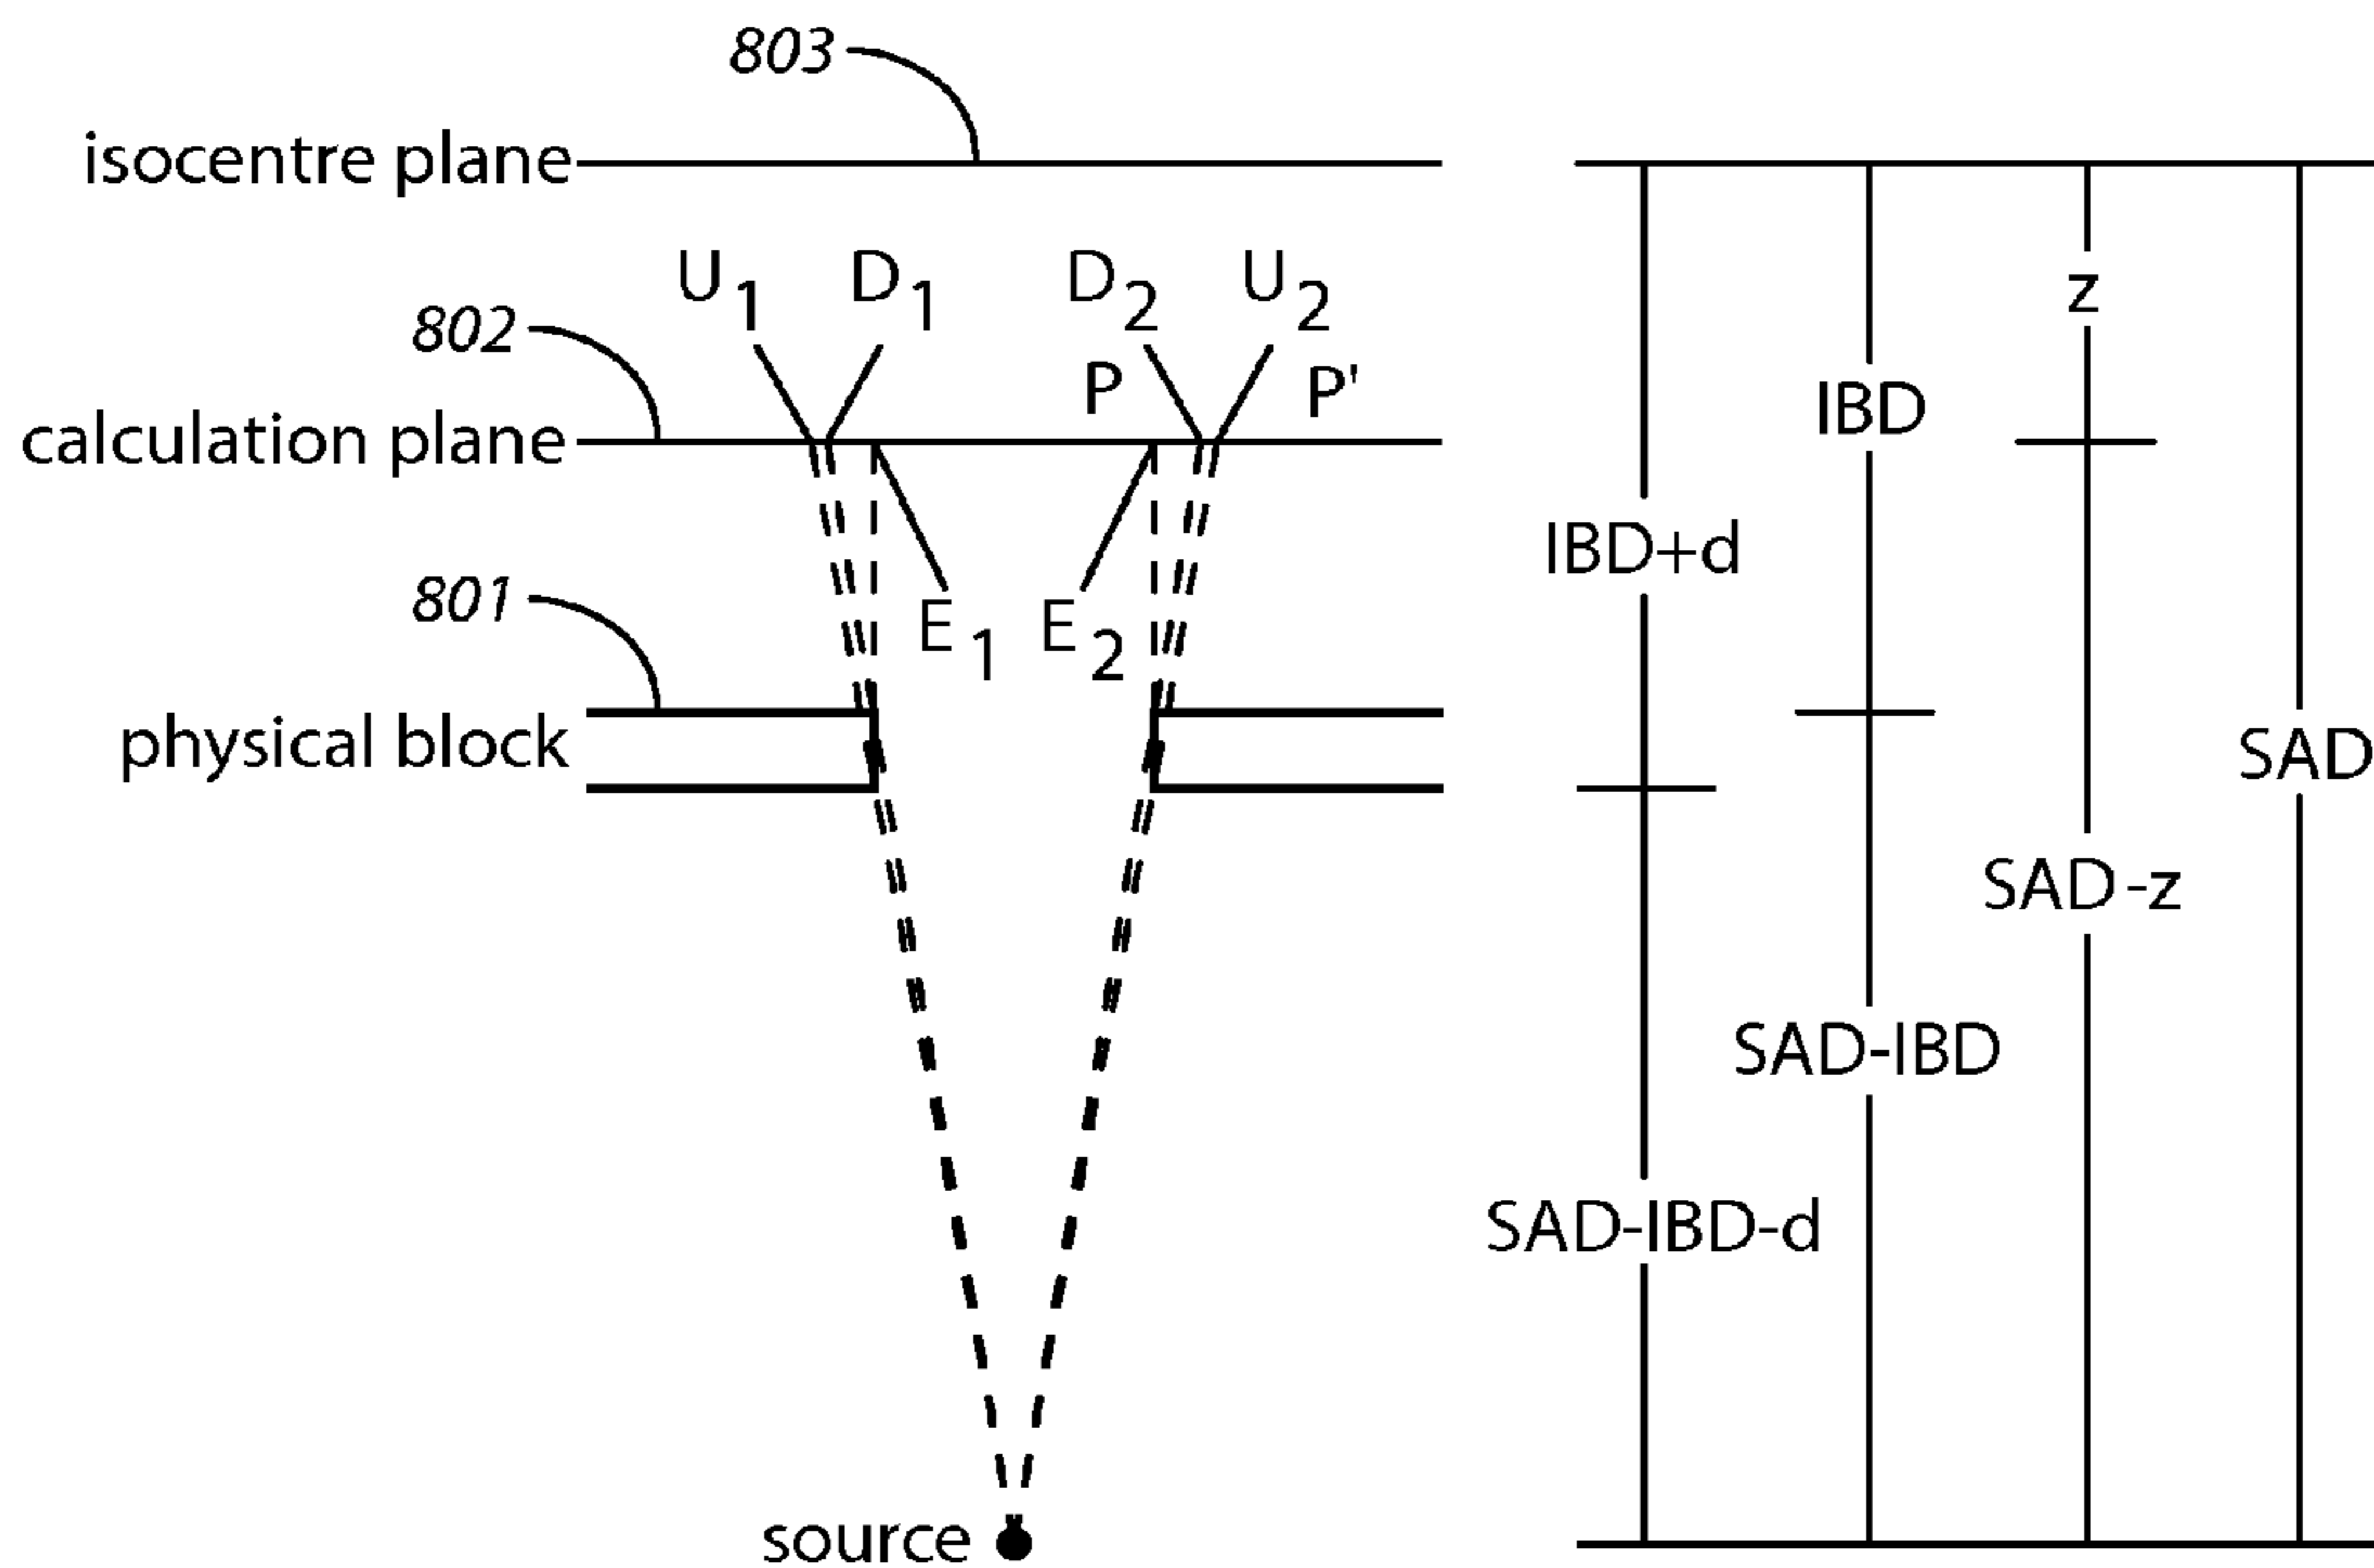 803
isocentre plane
U1 D1 D2 U2
z
802
P P'
IBD
calculation plane
IBD+d
801
E1 E2
physical block
SAD
SAD-z
SAD-IBD
SAD-IBD-d
source